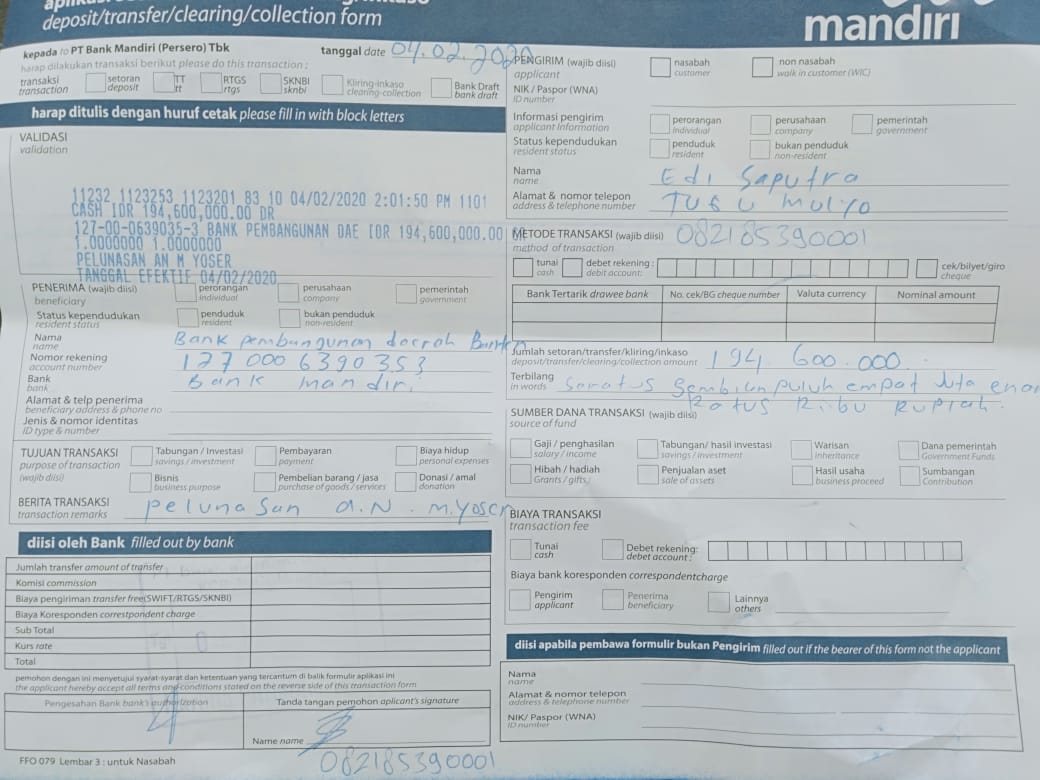 deposit/transfer/clearing/collection form
mandiri
kepada to PT Bank Mandiri (Persero) Tbk
tanggal date 04.02.2020
harap dilakukan transaksi berikut please do this transaction :
transaksi transaction
setoran deposit
TT tt
RTGS rtgs
SKNBI sknbi
Kliring-inkaso clearing-collection
Bank Draft bank draft
harap ditulis dengan huruf cetak please fill in with block letters
VALIDASI
validation
11232 1123253 1123201 83 10 04/02/2020 2:01:50 PM 1101
CASH IDR 194,600,000.00 DR
127-00-0639035-3 BANK PEMBANGUNAN DAE IDR 194,600,000.00
1.0000000 1.0000000
PELUNASAN AN M YOSER
TANGGAL EFEKTIF 04/02/2020
PENERIMA (wajib diisi)
beneficiary
perorangan individual
perusahaan company
pemerintah government
Status kependudukan resident status
penduduk resident
bukan penduduk non-resident
Nama name Bank pembangunan daerah Banten
Nomor rekening account number 1270006390353
Bank bank Bank mandiri
Alamat & telp penerima
beneficiary address & phone no
Jenis & nomor identitas
ID type & number
TUJUAN TRANSAKSI
purpose of transaction
(wajib diisi)
Tabungan / Investasi savings / investment
Pembayaran payment
Biaya hidup personal expenses
Bisnis business purpose
Pembelian barang / jasa purchase of goods / services
Donasi / amal donation
BERITA TRANSAKSI
transaction remarks pelunasan a.N. M.Yoser
diisi oleh Bank filled out by bank
Jumlah transfer amount of transfer
Komisi commission
Biaya pengiriman transfer free(SWIFT/RTGS/SKNBI)
Biaya Koresponden correstpondent charge
Sub Total
Kurs rate
Total
pemohon dengan ini menyetujui syarat-syarat dan ketentuan yang tercantum di balik formulir aplikasi ini
the applicant hereby accept all terms and conditions stated on the reverse side of this transaction form
Pengesahan Bank bank's authorization
Tanda tangan pemohon aplicant's signature
Name name
FFO 079 Lembar 3 : untuk Nasabah
082185390001
PENGIRIM (wajib diisi)
applicant
nasabah customer
non nasabah walk in customer (WIC)
NIK / Paspor (WNA)
ID number
Informasi pengirim applicant information
perorangan individual
perusahaan company
pemerintah government
Status kependudukan resident status
penduduk resident
bukan penduduk non-resident
Nama name Edi Saputra
Alamat & nomor telepon address & telephone number TUGU Mulyo
082185390001
METODE TRANSAKSI (wajib diisi)
method of transaction
tunai cash
debet rekening : debit account:
cek/bilyet/giro cheque
Bank Tertarik drawee bank
No. cek/BG cheque number
Valuta currency
Nominal amount
Jumlah setoran/transfer/kliring/inkaso
deposit/transfer/clearing/collection amount 194 600.000.
Terbilang in words Saratus Sembilan puluh empat Juta enam
Ratus Ribu Rupiah.
SUMBER DANA TRANSAKSI (wajib diisi)
source of fund
Gaji / penghasilan salary / income
Tabungan/ hasil investasi savings / investment
Warisan inheritance
Dana pemerintah Government Funds
Hibah / hadiah Grants / gifts
Penjualan aset sale of assets
Hasil usaha business proceed
Sumbangan Contribution
BIAYA TRANSAKSI
transaction fee
Tunai cash
Debet rekening: debet account :
Biaya bank koresponden correspondentcharge
Pengirim applicant
Penerima beneficiary
Lainnya others
diisi apabila pembawa formulir bukan Pengirim filled out if the bearer of this form not the applicant
Nama
name
Alamat & nomor telepon
address & telephone number
NIK/ Paspor (WNA)
ID number